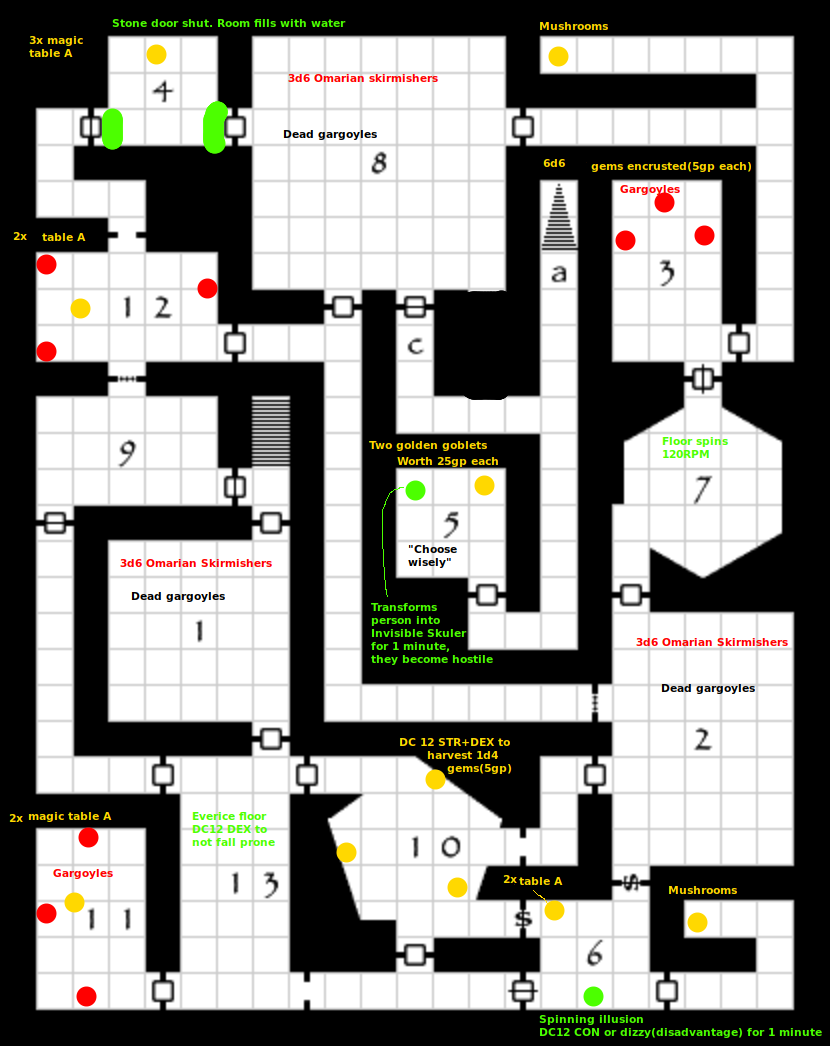 Stone door shut. Room fills with water
Mushrooms
3x magic
table A
3d6 Omarian skirmishers
4
Dead gargoyles
8
6d6
gems encrusted(5gp each)
Gargoyles
2x table A
a
3
1 2
c
Two golden goblets
Worth 25gp each
Floor spins
120RPM
9
7
5
"Choose
wisely"
3d6 Omarian Skirmishers
Dead gargoyles
1
Transforms
person into
Invisible Skuler
for 1 minute,
they become hostile
3d6 Omarian Skirmishers
Dead gargoyles
2
DC 12 STR+DEX to
harvest 1d4
gems(5gp)
2x magic table A
Everice floor
DC12 DEX to
not fall prone
1 0
Gargoyles
1 3
2x table A
S
Mushrooms
1 1
S
6
Spinning illusion
DC12 CON or dizzy(disadvantage) for 1 minute